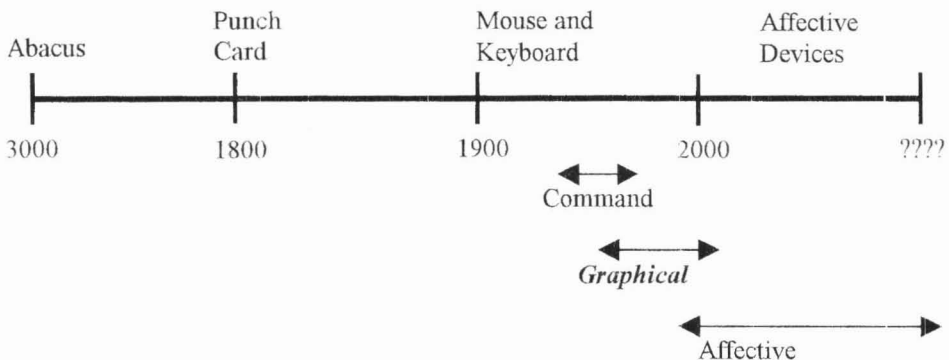 Abacus
Punch
Card
Mouse and
Keyboard
Affective
Devices
3000
1800
1900
2000
????
Command
Graphical
Affective